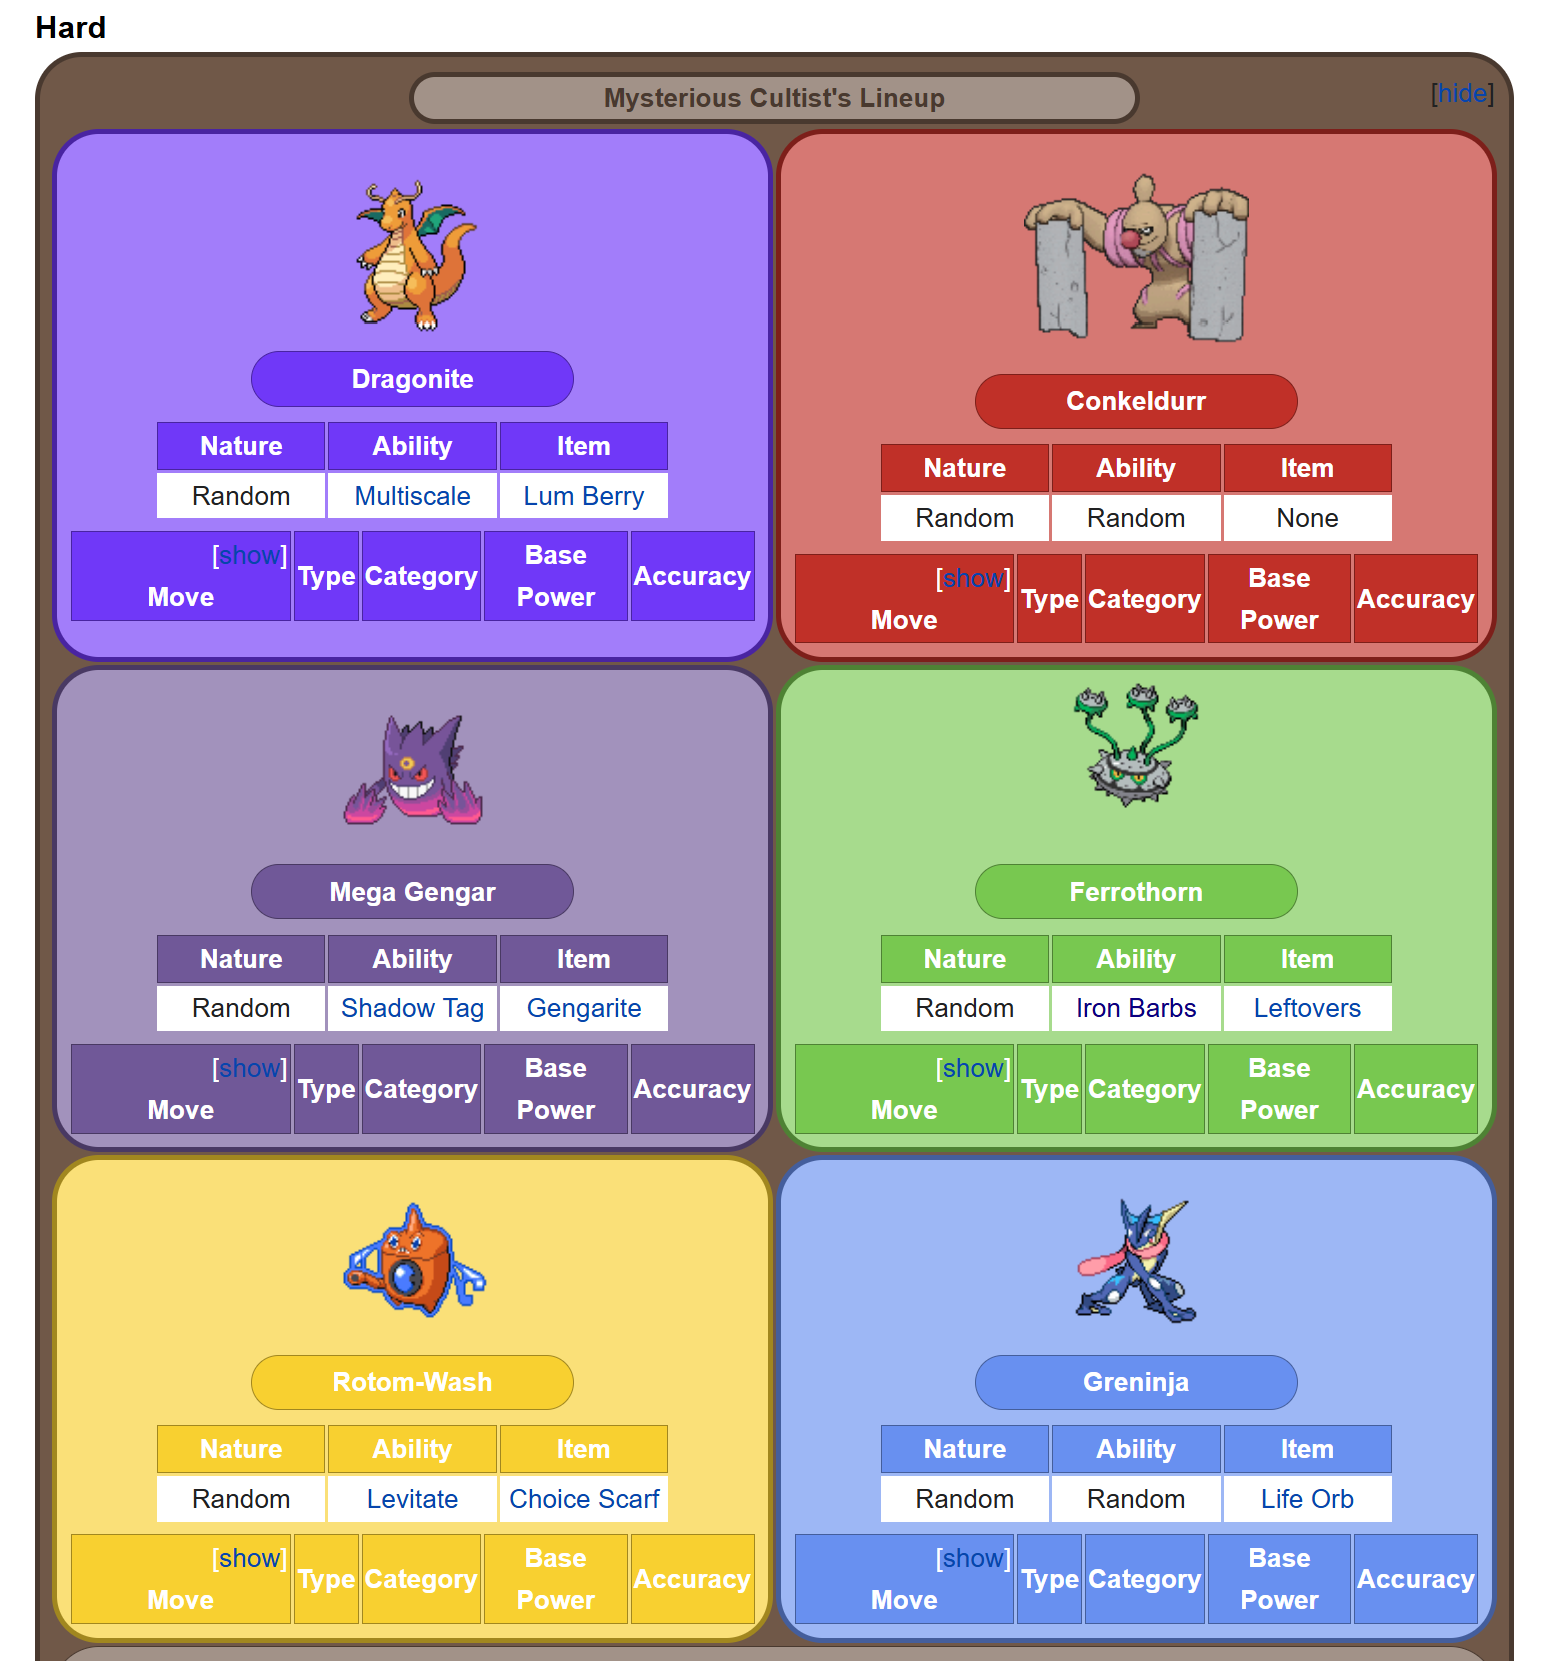 Hard
Mysterious Cultist's Lineup
[hide]
Dragonite
Nature Ability Item
Random Multiscale Lum Berry
[show]
Move Type Category Base Power Accuracy
Conkeldurr
Nature Ability Item
Random Random None
[show]
Move Type Category Base Power Accuracy
Mega Gengar
Nature Ability Item
Random Shadow Tag Gengarite
[show]
Move Type Category Base Power Accuracy
Ferrothorn
Nature Ability Item
Random Iron Barbs Leftovers
[show]
Move Type Category Base Power Accuracy
Rotom-Wash
Nature Ability Item
Random Levitate Choice Scarf
[show]
Move Type Category Base Power Accuracy
Greninja
Nature Ability Item
Random Random Life Orb
[show]
Move Type Category Base Power Accuracy